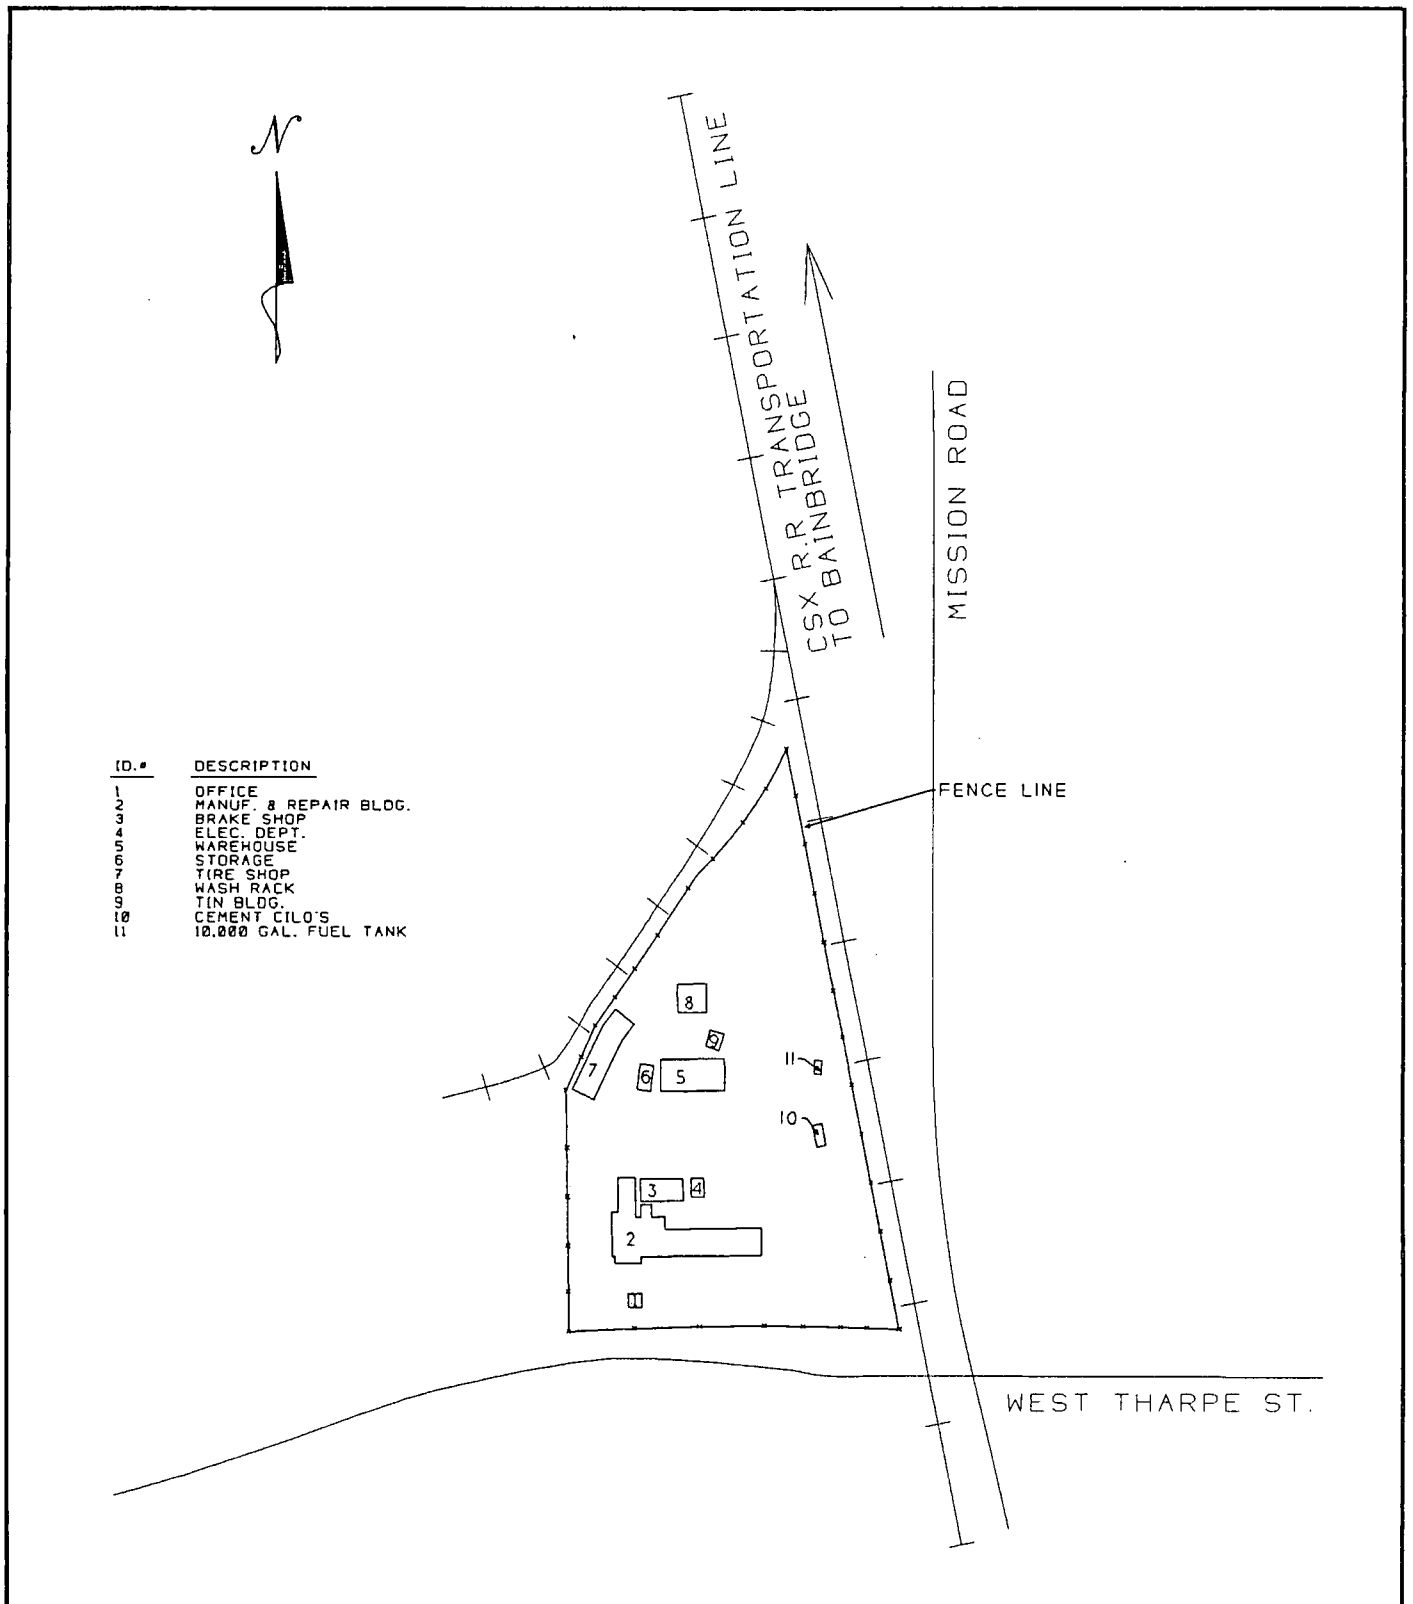 N
CSX R.R TRANSPORTATION LINE
TO BAINBRIDGE
MISSION ROAD
FENCE LINE
ID.# DESCRIPTION
1 OFFICE
2 MANUF. & REPAIR BLDG.
3 BRAKE SHOP
4 ELEC. DEPT.
5 WAREHOUSE
6 STORAGE
7 TIRE SHOP
8 WASH RACK
9 TIN BLDG.
10 CEMENT CILO'S
11 10,000 GAL. FUEL TANK
8
9
7
6
5
11
10
3
4
2
1
WEST THARPE ST.